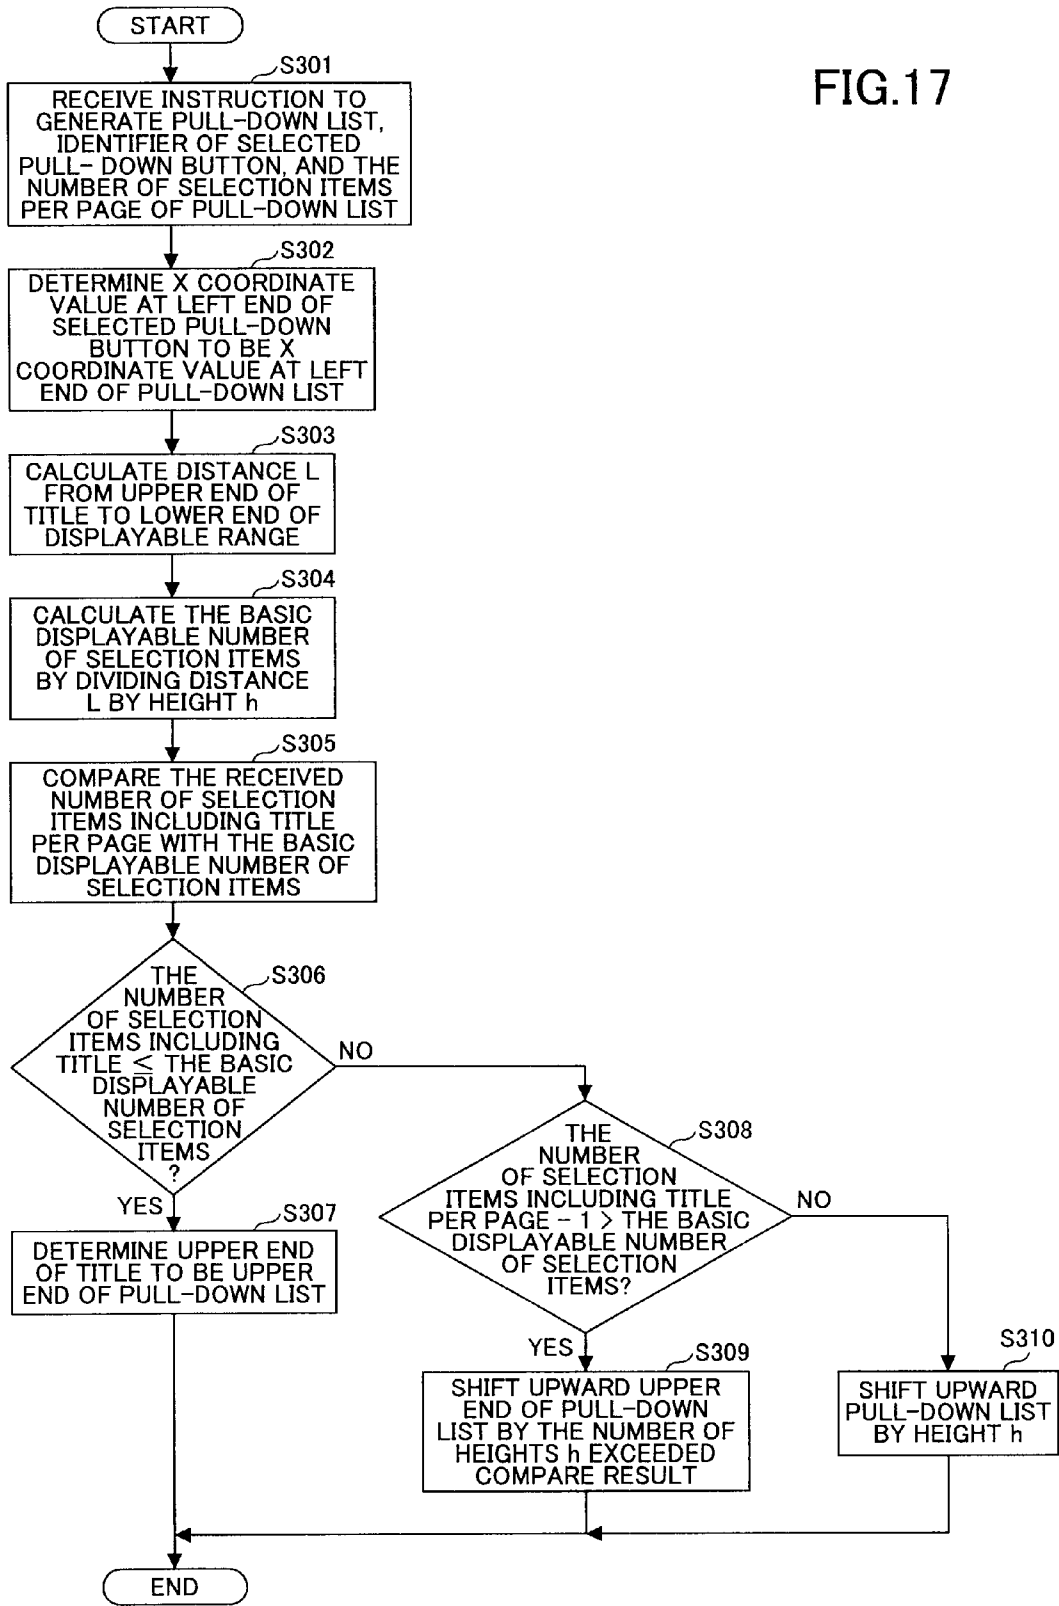 START
FIG.17
S301
RECEIVE INSTRUCTION TO
GENERATE PULL-DOWN LIST,
IDENTIFIER OF SELECTED
PULL- DOWN BUTTON, AND THE
NUMBER OF SELECTION ITEMS
PER PAGE OF PULL-DOWN LIST
S302
DETERMINE X COORDINATE
VALUE AT LEFT END OF
SELECTED PULL-DOWN
BUTTON TO BE X
COORDINATE VALUE AT LEFT
END OF PULL-DOWN LIST
S303
CALCULATE DISTANCE L
FROM UPPER END OF
TITLE TO LOWER END OF
DISPLAYABLE RANGE
S304
CALCULATE THE BASIC
DISPLAYABLE NUMBER
OF SELECTION ITEMS
BY DIVIDING DISTANCE
L BY HEIGHT h
S305
COMPARE THE RECEIVED
NUMBER OF SELECTION
ITEMS INCLUDING TITLE
PER PAGE WITH THE BASIC
DISPLAYABLE NUMBER OF
SELECTION ITEMS
S306
THE
NUMBER
OF SELECTION
ITEMS INCLUDING
TITLE ≤ THE BASIC
DISPLAYABLE
NUMBER OF
SELECTION
ITEMS
?
NO
YES
S307
DETERMINE UPPER END
OF TITLE TO BE UPPER
END OF PULL-DOWN LIST
S308
THE
NUMBER
OF SELECTION
ITEMS INCLUDING TITLE
PER PAGE - 1 > THE BASIC
DISPLAYABLE NUMBER
OF SELECTION
ITEMS?
NO
YES
S309
SHIFT UPWARD UPPER
END OF PULL-DOWN
LIST BY THE NUMBER OF
HEIGHTS h EXCEEDED
COMPARE RESULT
S310
SHIFT UPWARD
PULL-DOWN LIST
BY HEIGHT h
END